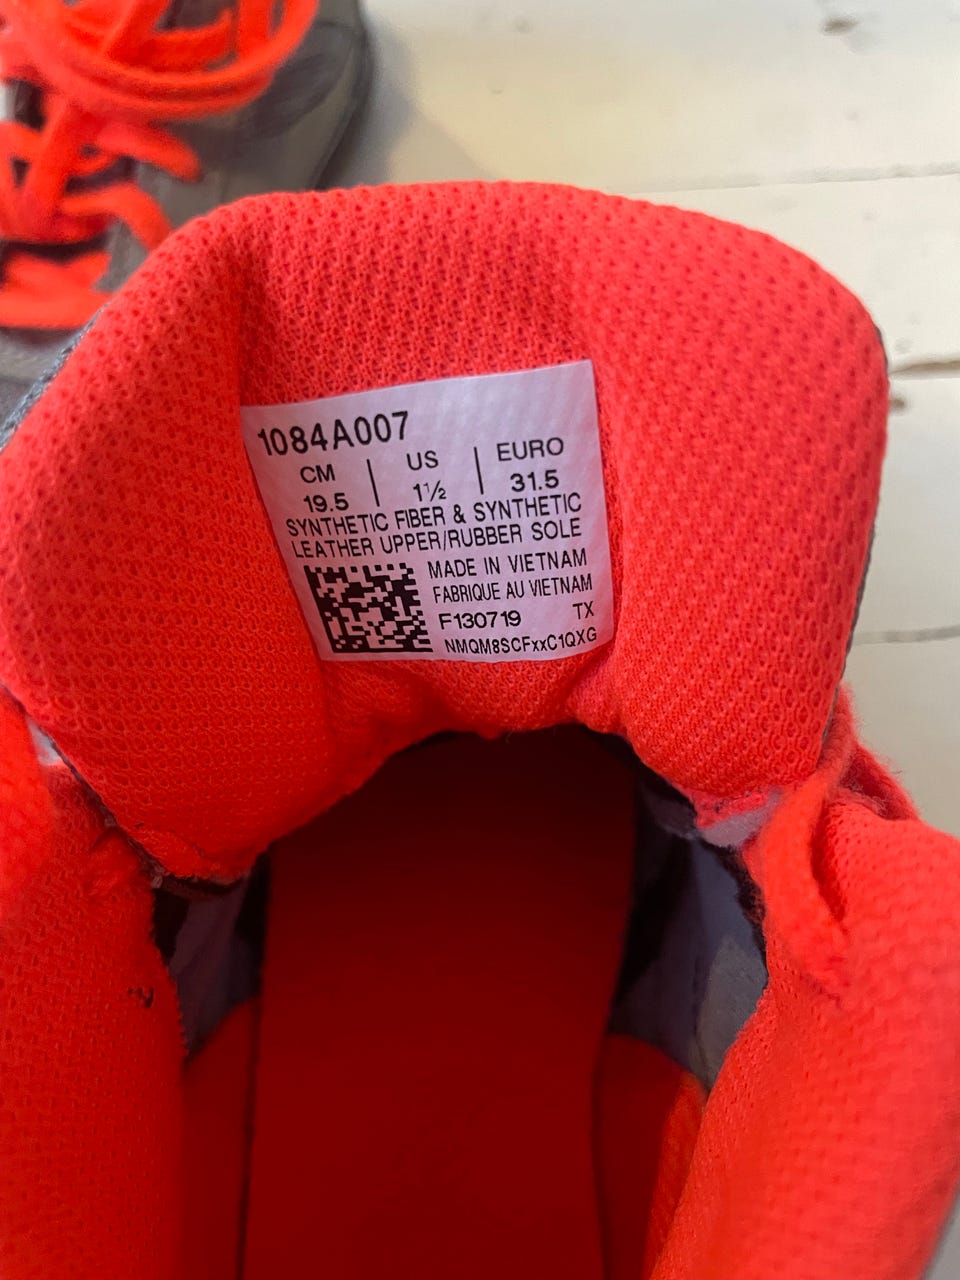 1084A007
CM | US | EURO
19.5 | 1½ | 31.5
SYNTHETIC FIBER & SYNTHETIC
LEATHER UPPER/RUBBER SOLE
MADE IN VIETNAM
FABRIQUE AU VIETNAM
F130719 TX
NMQM8SCFxxC1QXG